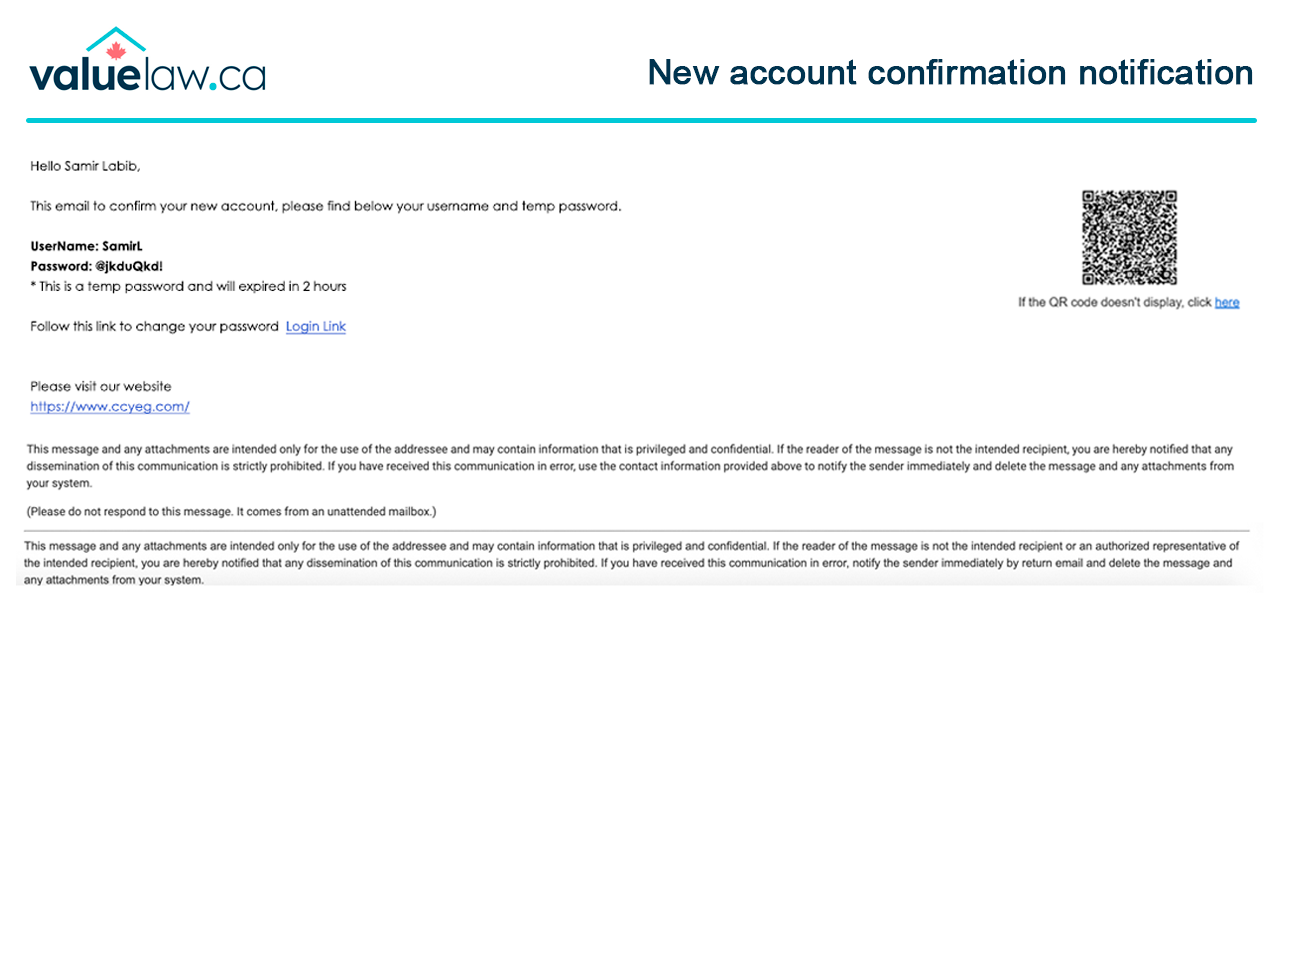 valuelaw.ca
New account confirmation notification
Hello Samir Labib,
This email to confirm your new account, please find below your username and temp password.
UserName: SamirL
Password: @jkduQkd!
* This is a temp password and will expired in 2 hours
If the QR code doesn't display, click here
Follow this link to change your password Login Link
Please visit our website
https://www.ccyeg.com/
This message and any attachments are intended only for the use of the addressee and may contain information that is privileged and confidential. If the reader of the message is not the intended recipient, you are hereby notified that any
dissemination of this communication is strictly prohibited. If you have received this communication in error, use the contact information provided above to notify the sender immediately and delete the message and any attachments from
your system.
(Please do not respond to this message. It comes from an unattended mailbox.)
This message and any attachments are intended only for the use of the addressee and may contain information that is privileged and confidential. If the reader of the message is not the intended recipient or an authorized representative of
the intended recipient, you are hereby notified that any dissemination of this communication is strictly prohibited. If you have received this communication in error, notify the sender immediately by return email and delete the message and
any attachments from your system.